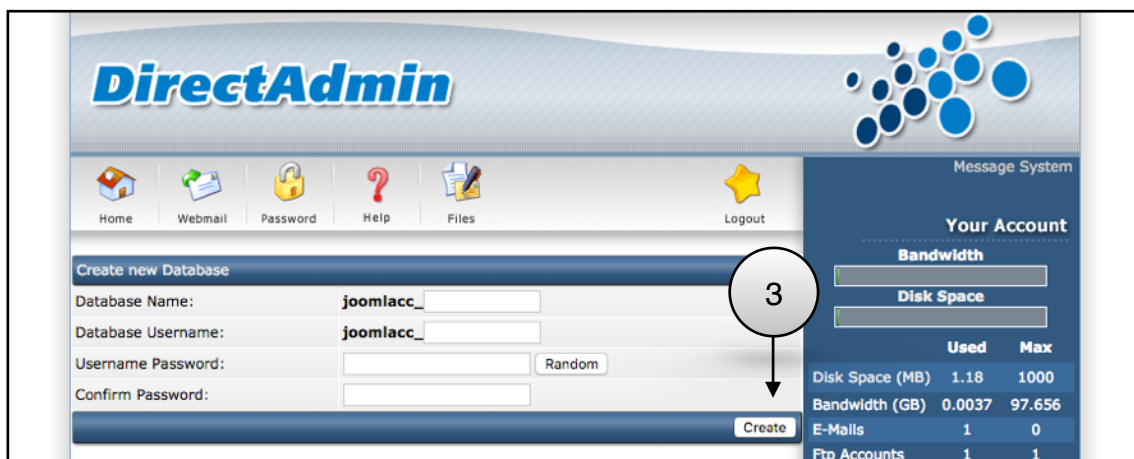 DirectAdmin
Home Webmail Password Help Files Logout
Create new Database
Database Name: joomlacc_
Database Username: joomlacc_
Username Password: Random
Confirm Password:
Create
3
Message System
Your Account
Bandwidth
Disk Space
Used Max
Disk Space (MB) 1.18 1000
Bandwidth (GB) 0.0037 97.656
E-Mails 1 0
Ftp Accounts 1 1